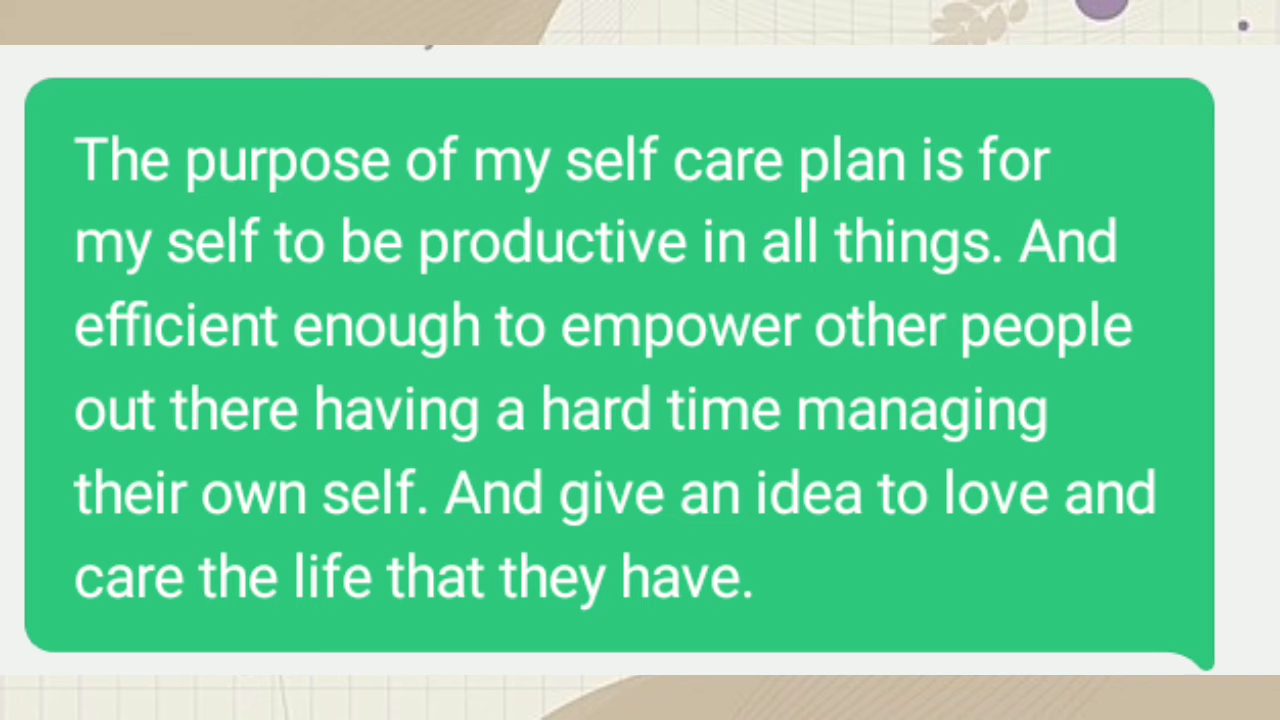 The purpose of my self care plan is for
my self to be productive in all things. And
efficient enough to empower other people
out there having a hard time managing
their own self. And give an idea to love and
care the life that they have.